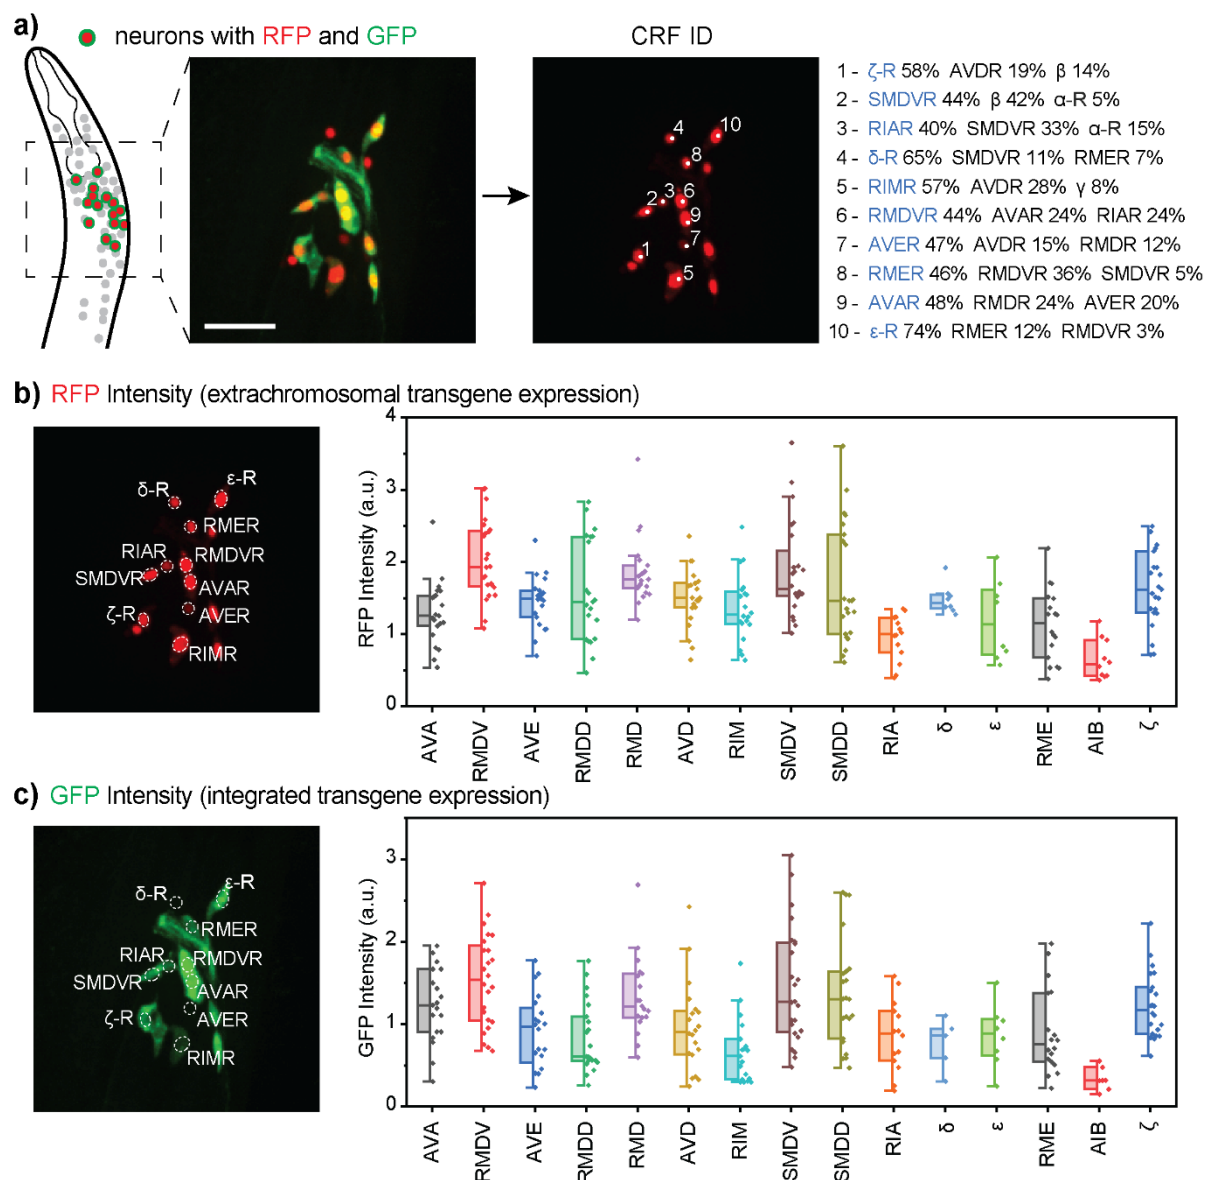 a) neurons with RFP and GFP
CRF ID
4
10
8
2 3 6
9
7
1
5
1 - ζ-R 58% AVDR 19% β 14%
2 - SMDVR 44% β 42% α-R 5%
3 - RIAR 40% SMDVR 33% α-R 15%
4 - δ-R 65% SMDVR 11% RMER 7%
5 - RIMR 57% AVDR 28% γ 8%
6 - RMDVR 44% AVAR 24% RIAR 24%
7 - AVER 47% AVDR 15% RMDR 12%
8 - RMER 46% RMDVR 36% SMDVR 5%
9 - AVAR 48% RMDR 24% AVER 20%
10 - ε-R 74% RMER 12% RMDVR 3%
b) RFP Intensity (extrachromosomal transgene expression)
δ-R
ε-R
RMER
RIAR
RMDVR
SMDVR
AVAR
ζ-R
AVER
RIMR
RFP Intensity (a.u.)
4
3
2
1
0
AVA RMDV AVE RMDD RMD AVD RIM SMDV SMDD RIA δ ε RME AIB ζ
c) GFP Intensity (integrated transgene expression)
δ-R
ε-R
RMER
RIAR
RMDVR
SMDVR
AVAR
ζ-R
AVER
RIMR
GFP Intensity (a.u.)
3
2
1
0
AVA RMDV AVE RMDD RMD AVD RIM SMDV SMDD RIA δ ε RME AIB ζ